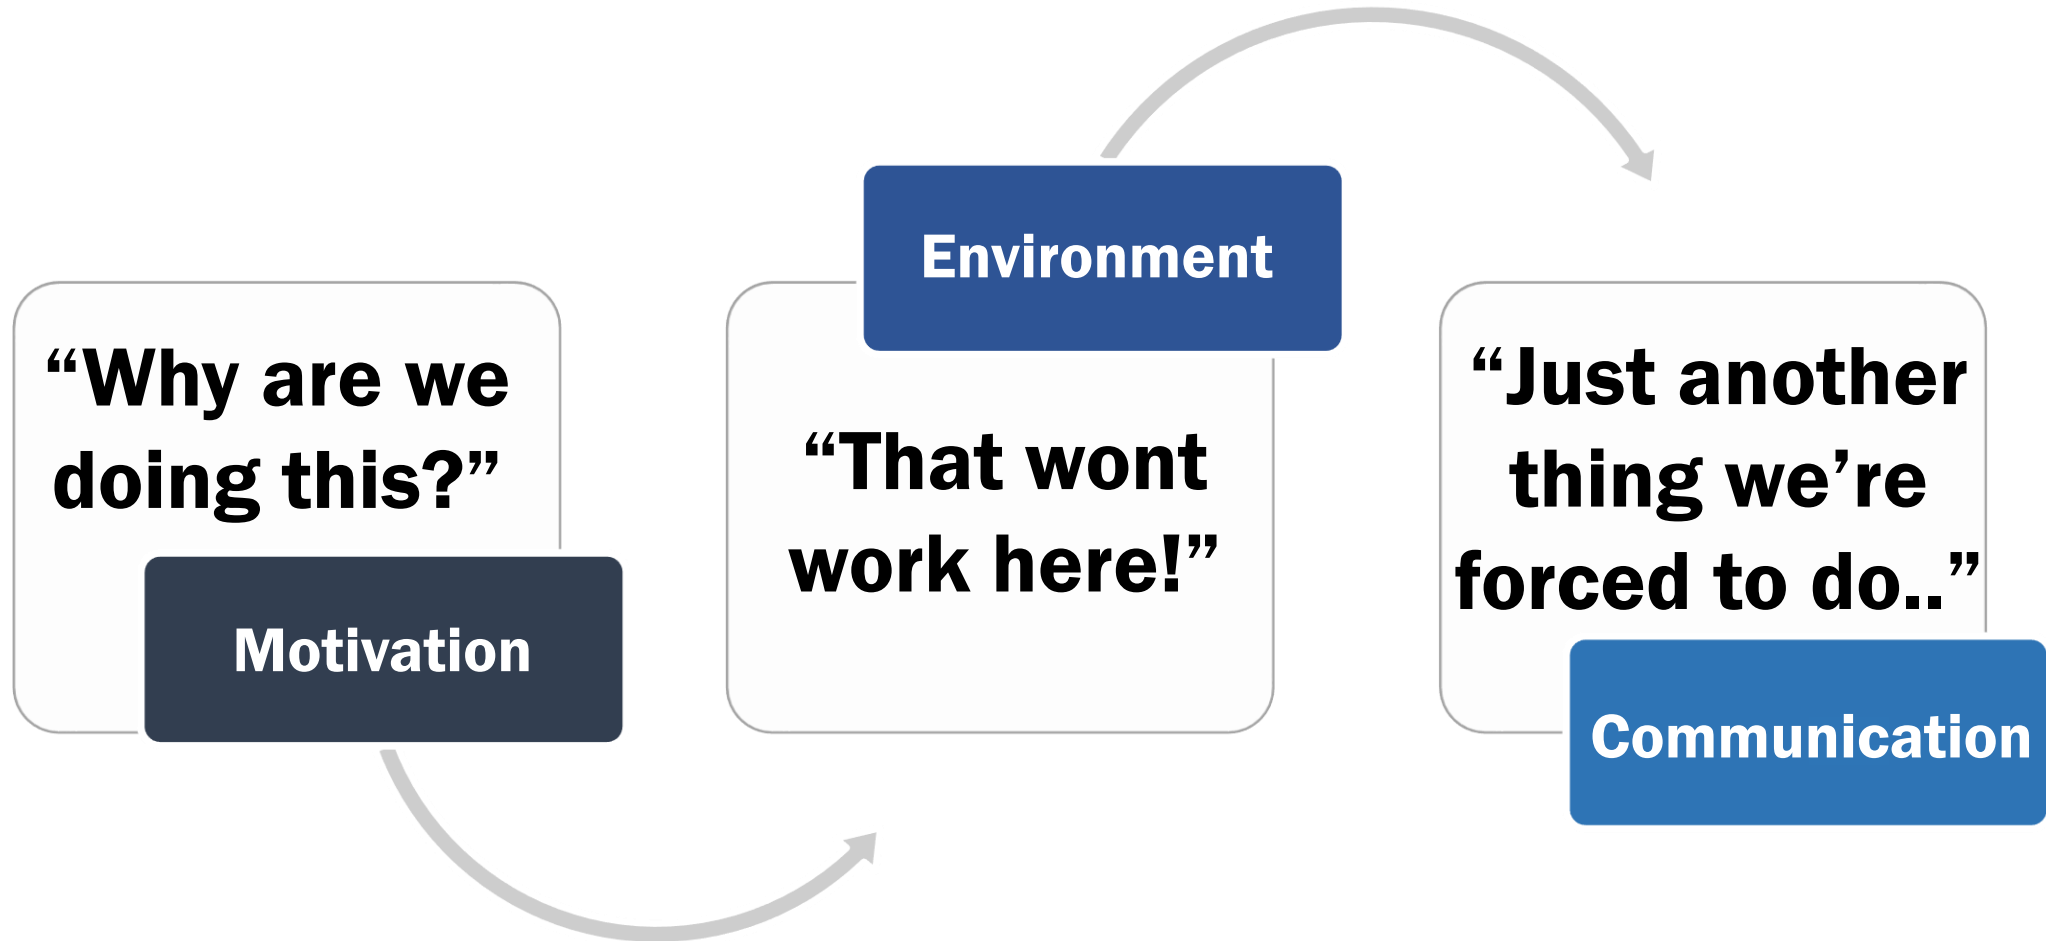 “Why are we
doing this?”
Motivation
Environment
“That wont
work here!”
“Just another
thing we’re
forced to do..”
Communication